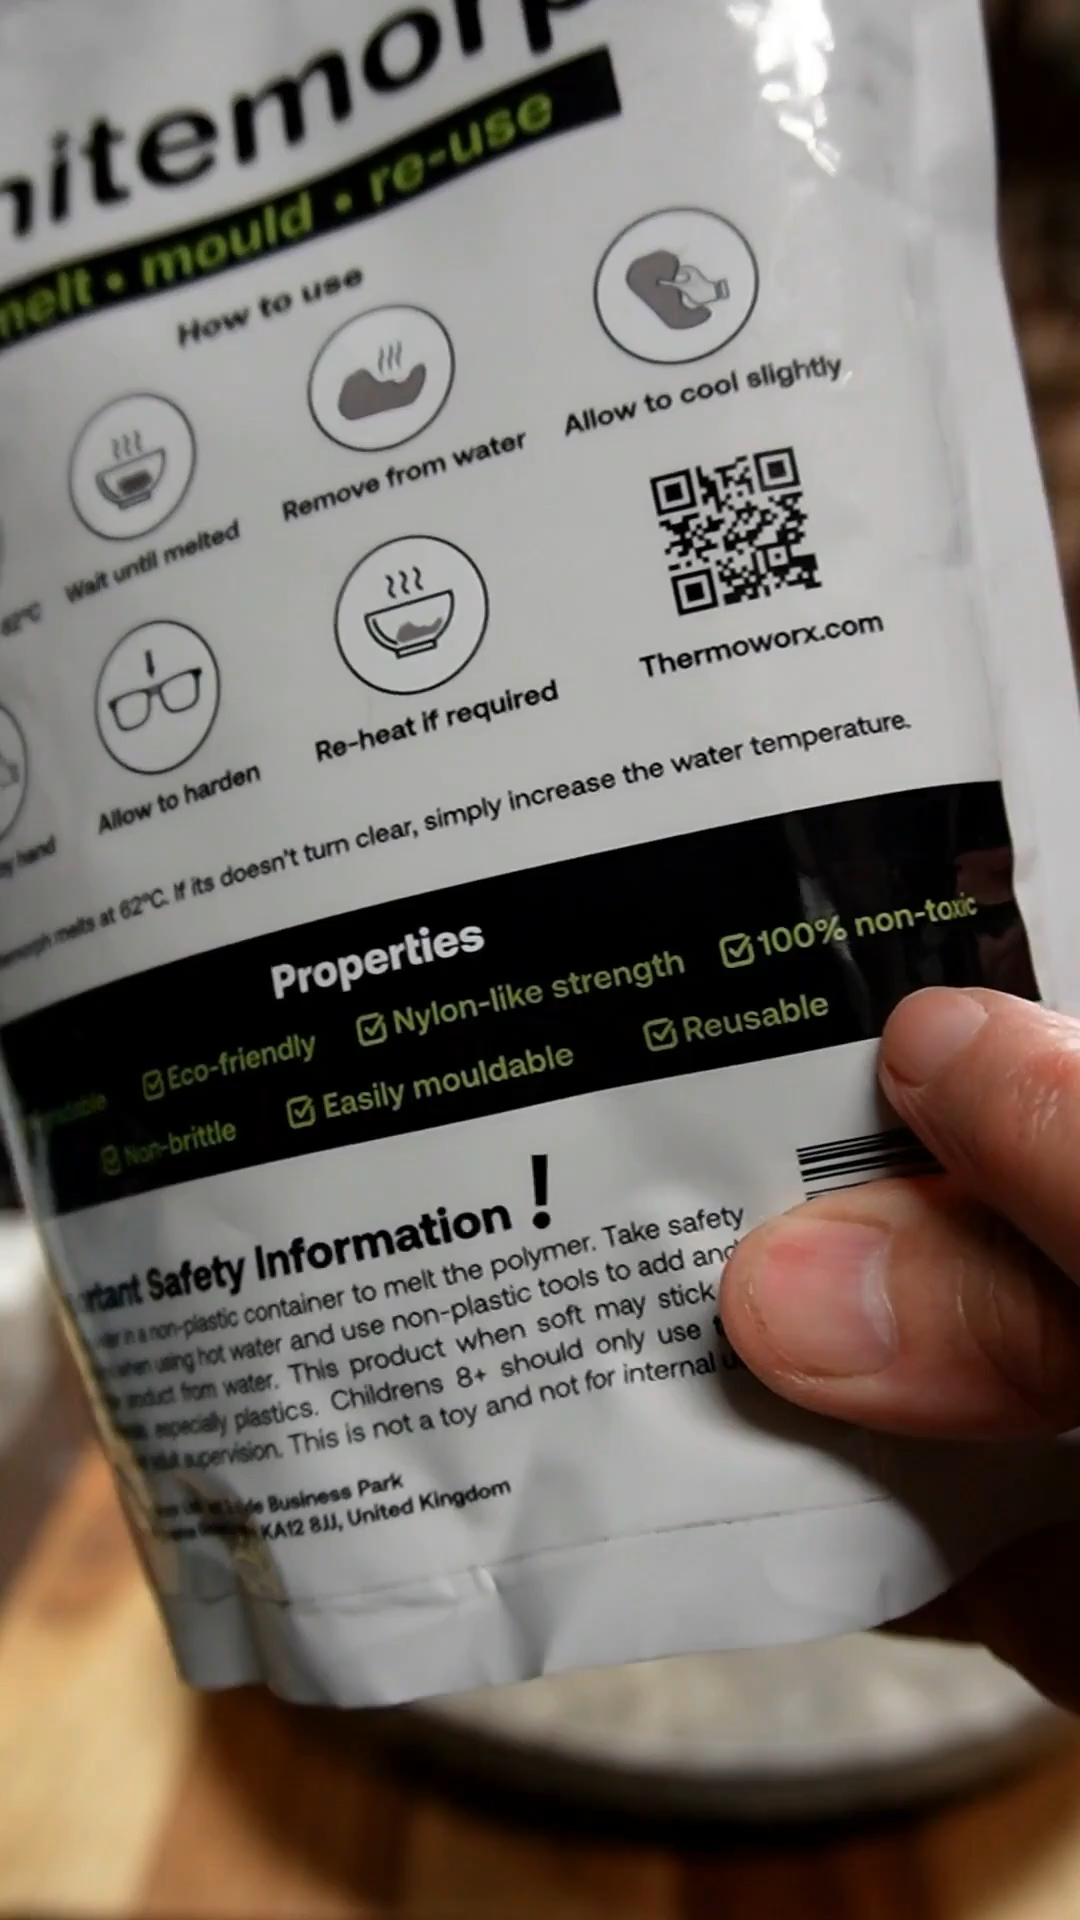 hitemorp
melt • mould • re-use
How to use
Allow to cool slightly
Remove from water
Wait until melted
62°C
Thermoworx.com
Re-heat if required
Allow to harden
by hand
melts at 62°C. If its doesn't turn clear, simply increase the water temperature.
Properties
Eco-friendly Nylon-like strength 100% non-toxic
Non-brittle Easily mouldable Reusable
Safety Information !
in a non-plastic container to melt the polymer. Take safety
when using hot water and use non-plastic tools to add and
product from water. This product when soft may stick
especially plastics. Childrens 8+ should only use
supervision. This is not a toy and not for internal
Business Park
KA12 8JJ, United Kingdom